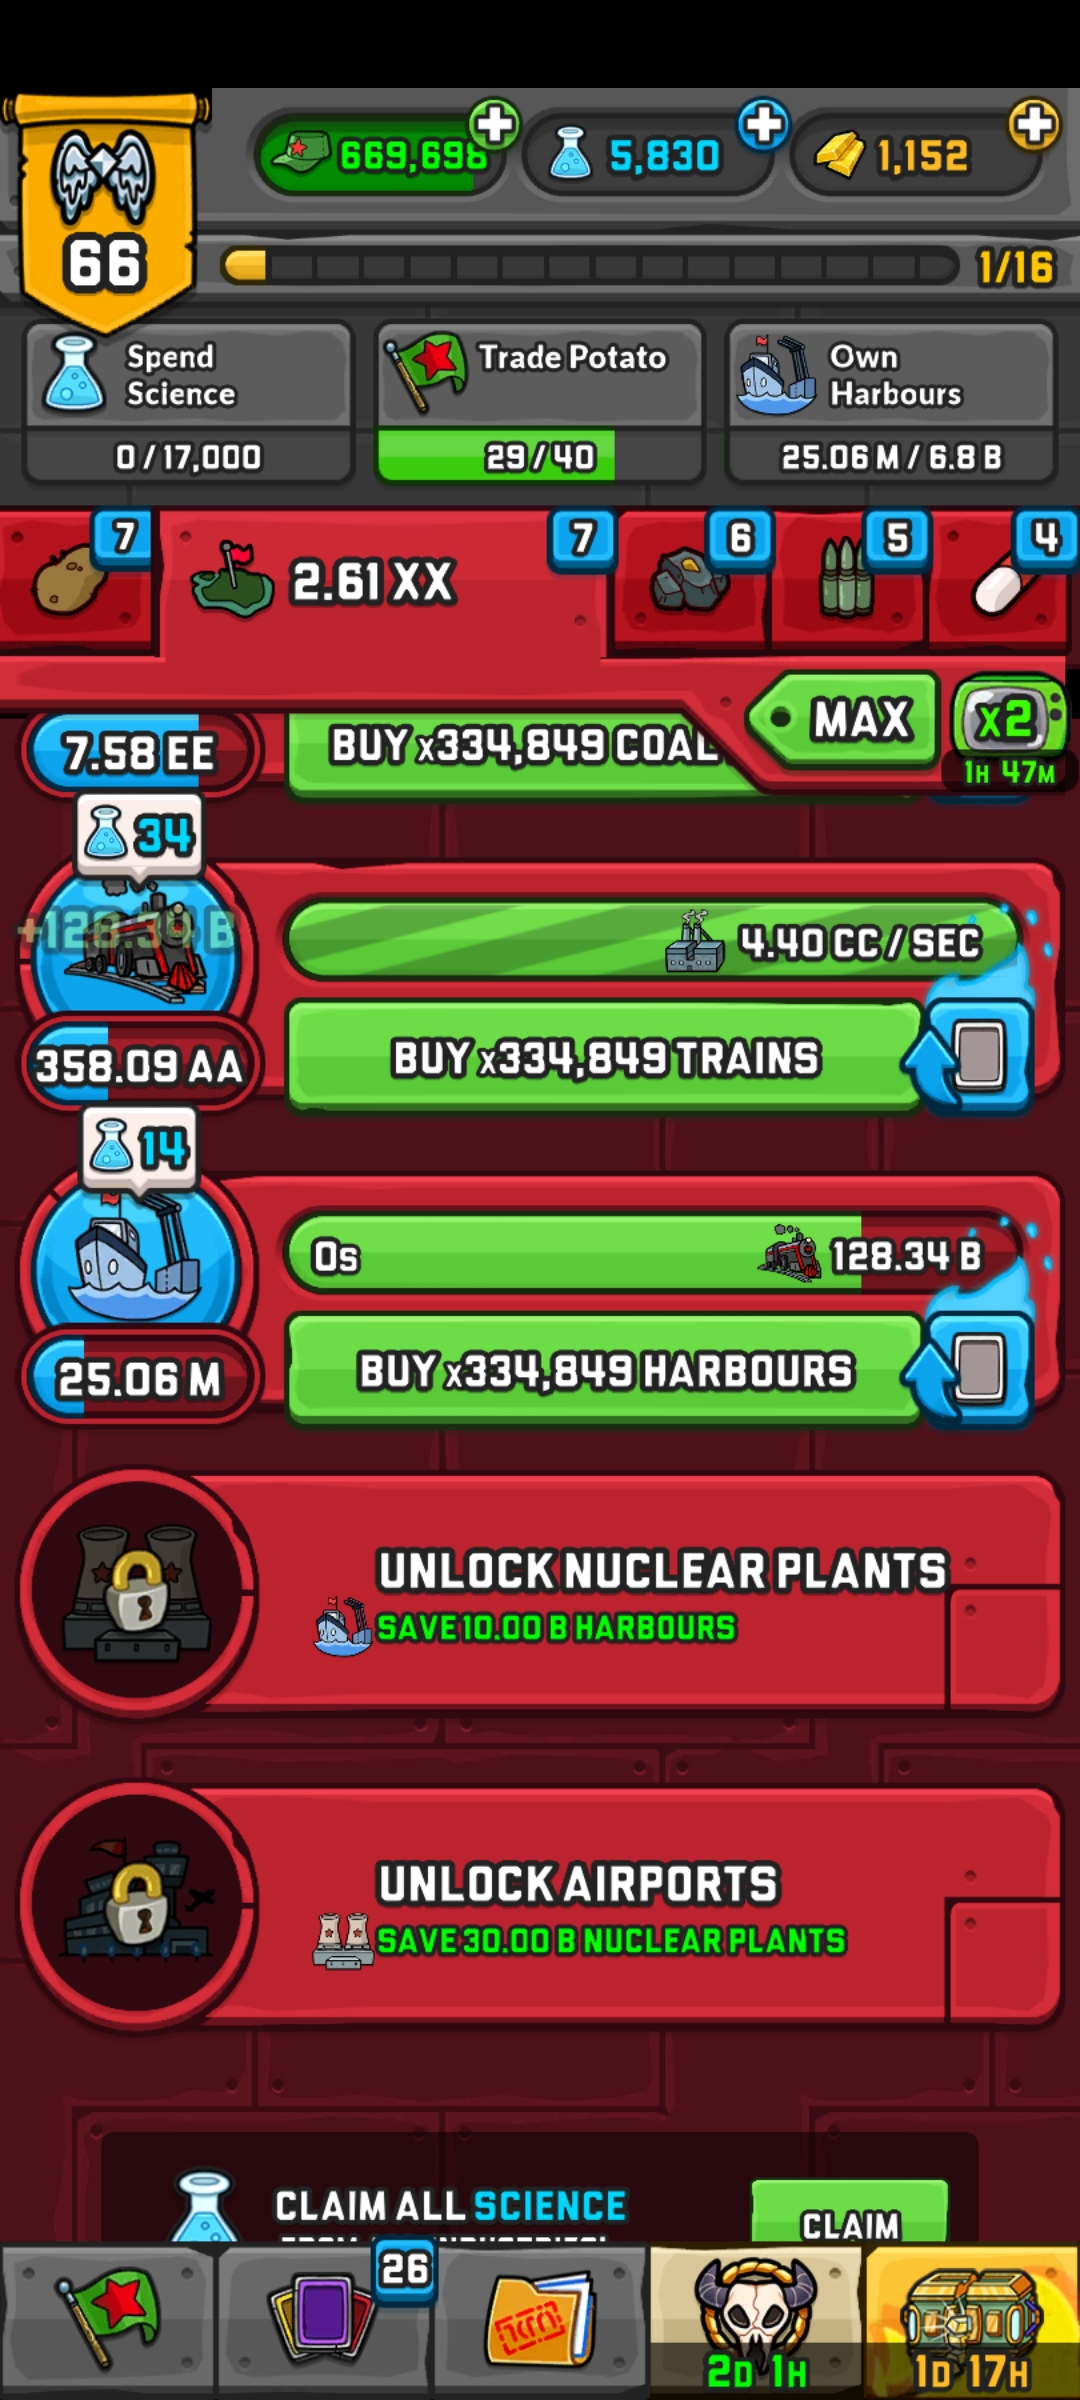 669,698
5,830
1,152
66
1/16
Spend
Science
0/17,000
Trade Potato
29/40
Own
Harbours
25.06 M / 6.8 B
7
2.61 XX
7
6
5
4
MAX
x2
1H 47M
7.58 EE
BUY x334,849 COAL
34
+128.34 B
4.40 CC / SEC
358.09 AA
BUY x334,849 TRAINS
14
0s
128.34 B
25.06 M
BUY x334,849 HARBOURS
UNLOCK NUCLEAR PLANTS
SAVE 10.00 B HARBOURS
UNLOCK AIRPORTS
SAVE 30.00 B NUCLEAR PLANTS
CLAIM ALL SCIENCE
CLAIM
26
2D 1H
1D 17H